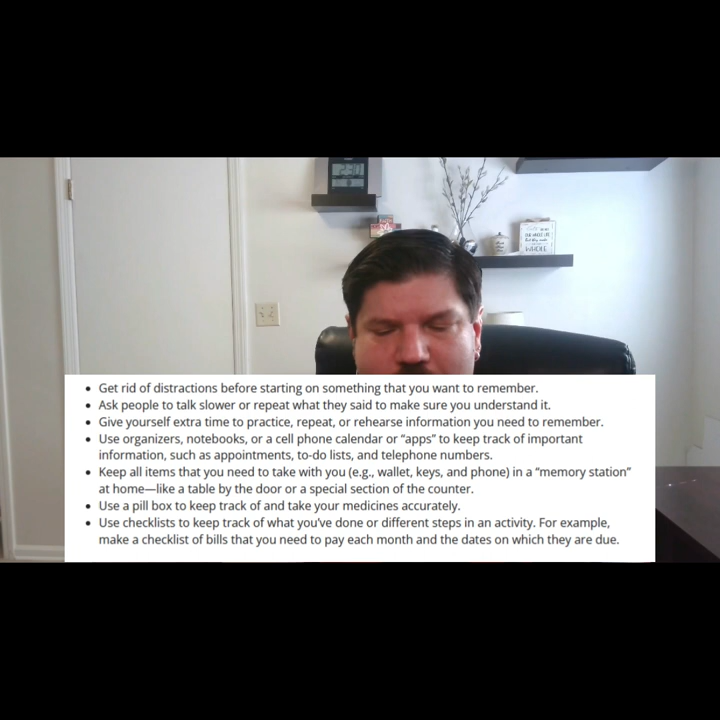 2:30
FAITH
WHOLE
• Get rid of distractions before starting on something that you want to remember.
• Ask people to talk slower or repeat what they said to make sure you understand it.
• Give yourself extra time to practice, repeat, or rehearse information you need to remember.
• Use organizers, notebooks, or a cell phone calendar or “apps” to keep track of important
information, such as appointments, to-do lists, and telephone numbers.
• Keep all items that you need to take with you (e.g., wallet, keys, and phone) in a “memory station”
at home—like a table by the door or a special section of the counter.
• Use a pill box to keep track of and take your medicines accurately.
• Use checklists to keep track of what you’ve done or different steps in an activity. For example,
make a checklist of bills that you need to pay each month and the dates on which they are due.